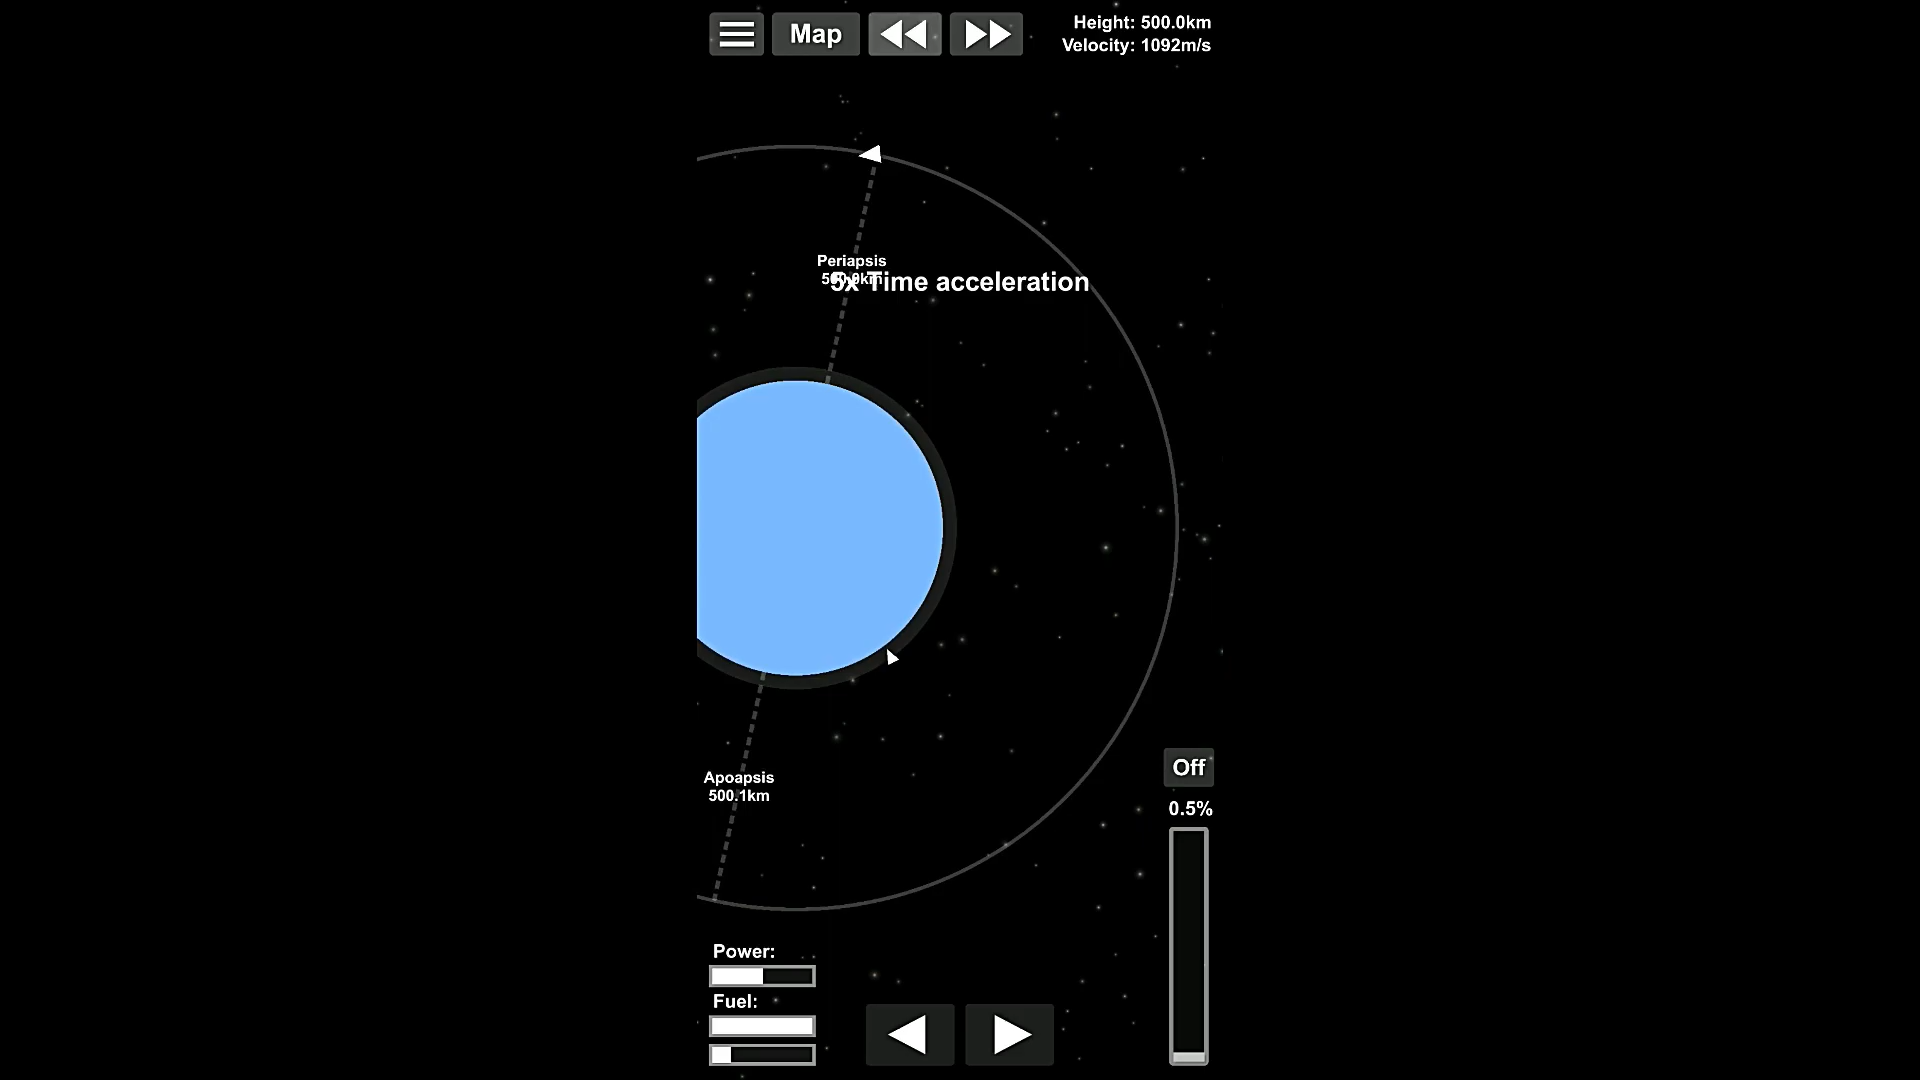 Map
Height: 500.0km
Velocity: 1092m/s
Periapsis
5x Time acceleration
Apoapsis
500.1km
Off
0.5%
Power:
Fuel: